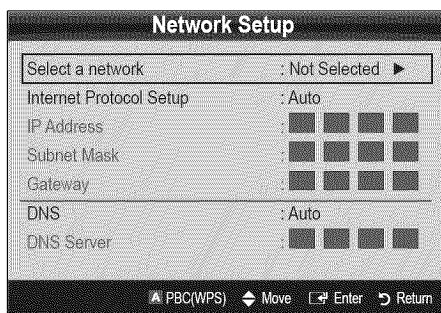 Network Setup
Select a network : Not Selected ►
Internet Protocol Setup : Auto
IP Address :
Subnet Mask :
Gateway :
DNS : Auto
DNS Server :
A PBC(WPS) Move Enter Return